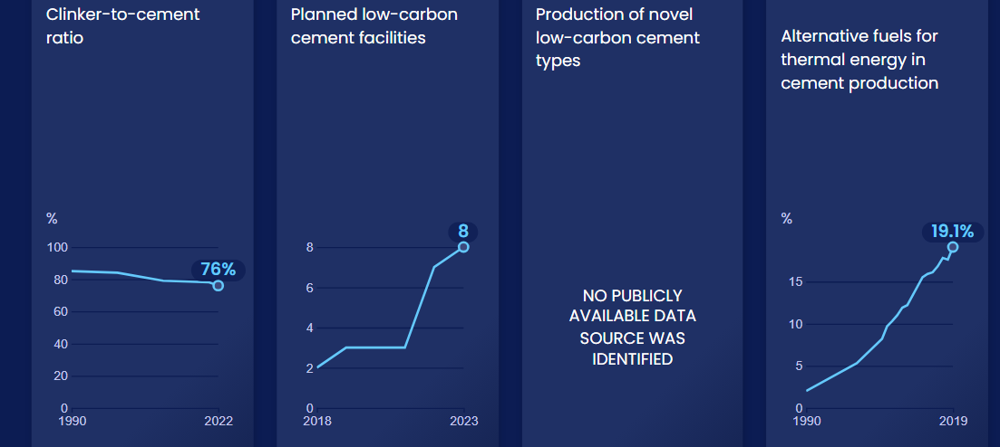 Clinker-to-cement
ratio
%
100
80
60
40
20
0
76%
1990
2022
Planned low-carbon
cement facilities
8
8
6
4
2
0
2018
2023
Production of novel
low-carbon cement
types
NO PUBLICLY
AVAILABLE DATA
SOURCE WAS
IDENTIFIED
Alternative fuels for
thermal energy in
cement production
%
19.1%
15
10
5
0
1990
2019